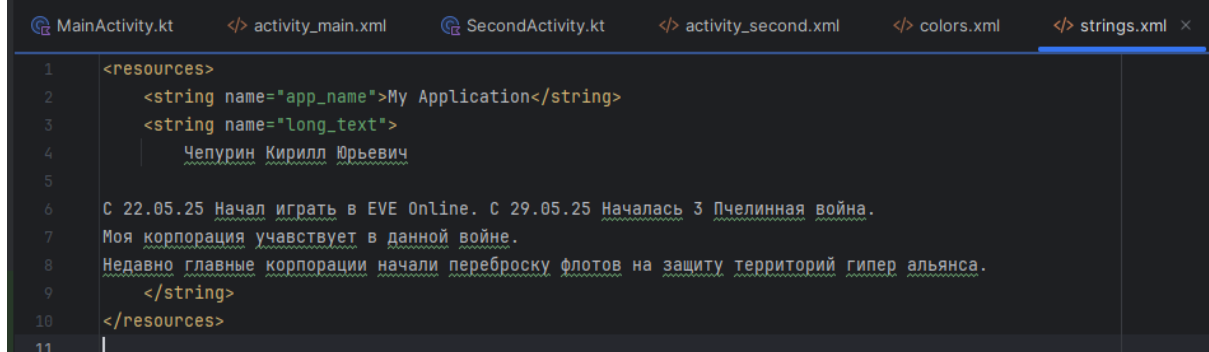 MainActivity.kt </> activity_main.xml SecondActivity.kt </> activity_second.xml </> colors.xml </> strings.xml ×
1 <resources>
2 <string name="app_name">My Application</string>
3 <string name="long_text">
4 Чепурин Кирилл Юрьевич
5
6 С 22.05.25 Начал играть в EVE Online. С 29.05.25 Началась 3 Пчелинная война.
7 Моя корпорация учавствует в данной войне.
8 Недавно главные корпорации начали переброску флотов на защиту территорий гипер альянса.
9 </string>
10 </resources>
11